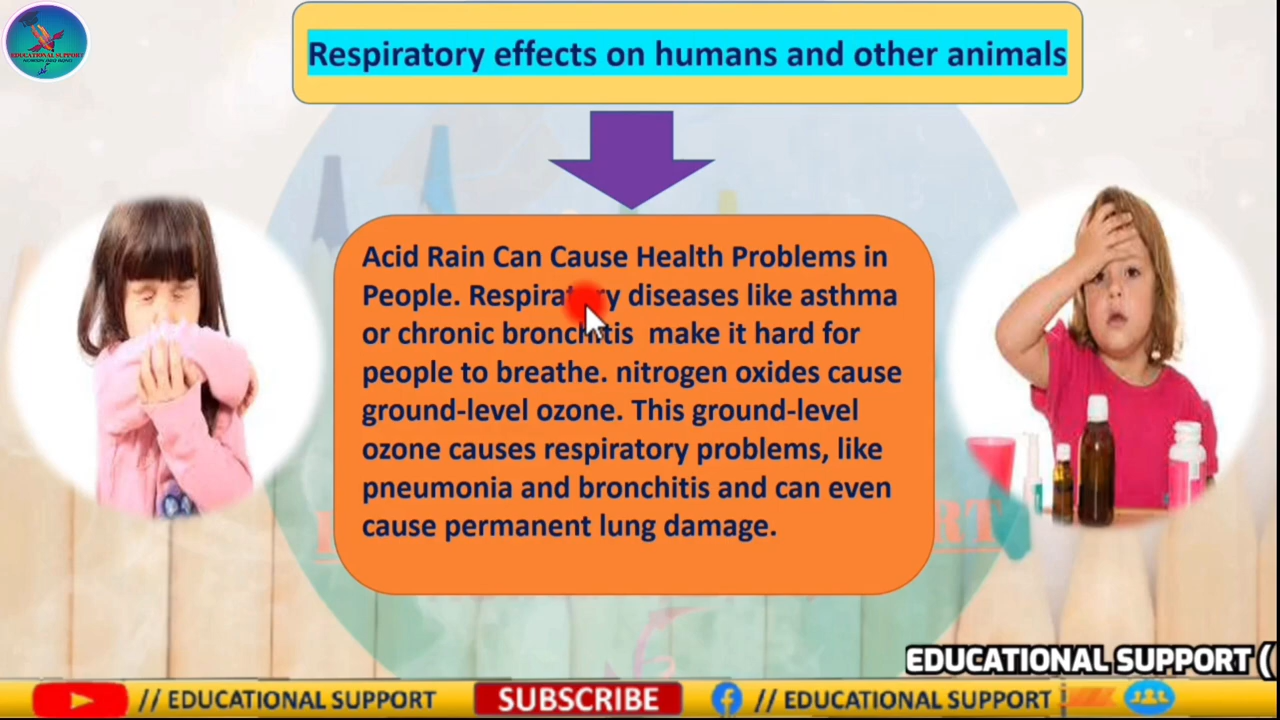 EDUCATIONAL SUPPORT
Respiratory effects on humans and other animals
Acid Rain Can Cause Health Problems in
People. Respiratory diseases like asthma
or chronic bronchitis make it hard for
people to breathe. nitrogen oxides cause
ground-level ozone. This ground-level
ozone causes respiratory problems, like
pneumonia and bronchitis and can even
cause permanent lung damage.
RT
EDUCATIONAL SUPPORT (
// EDUCATIONAL SUPPORT SUBSCRIBE // EDUCATIONAL SUPPORT